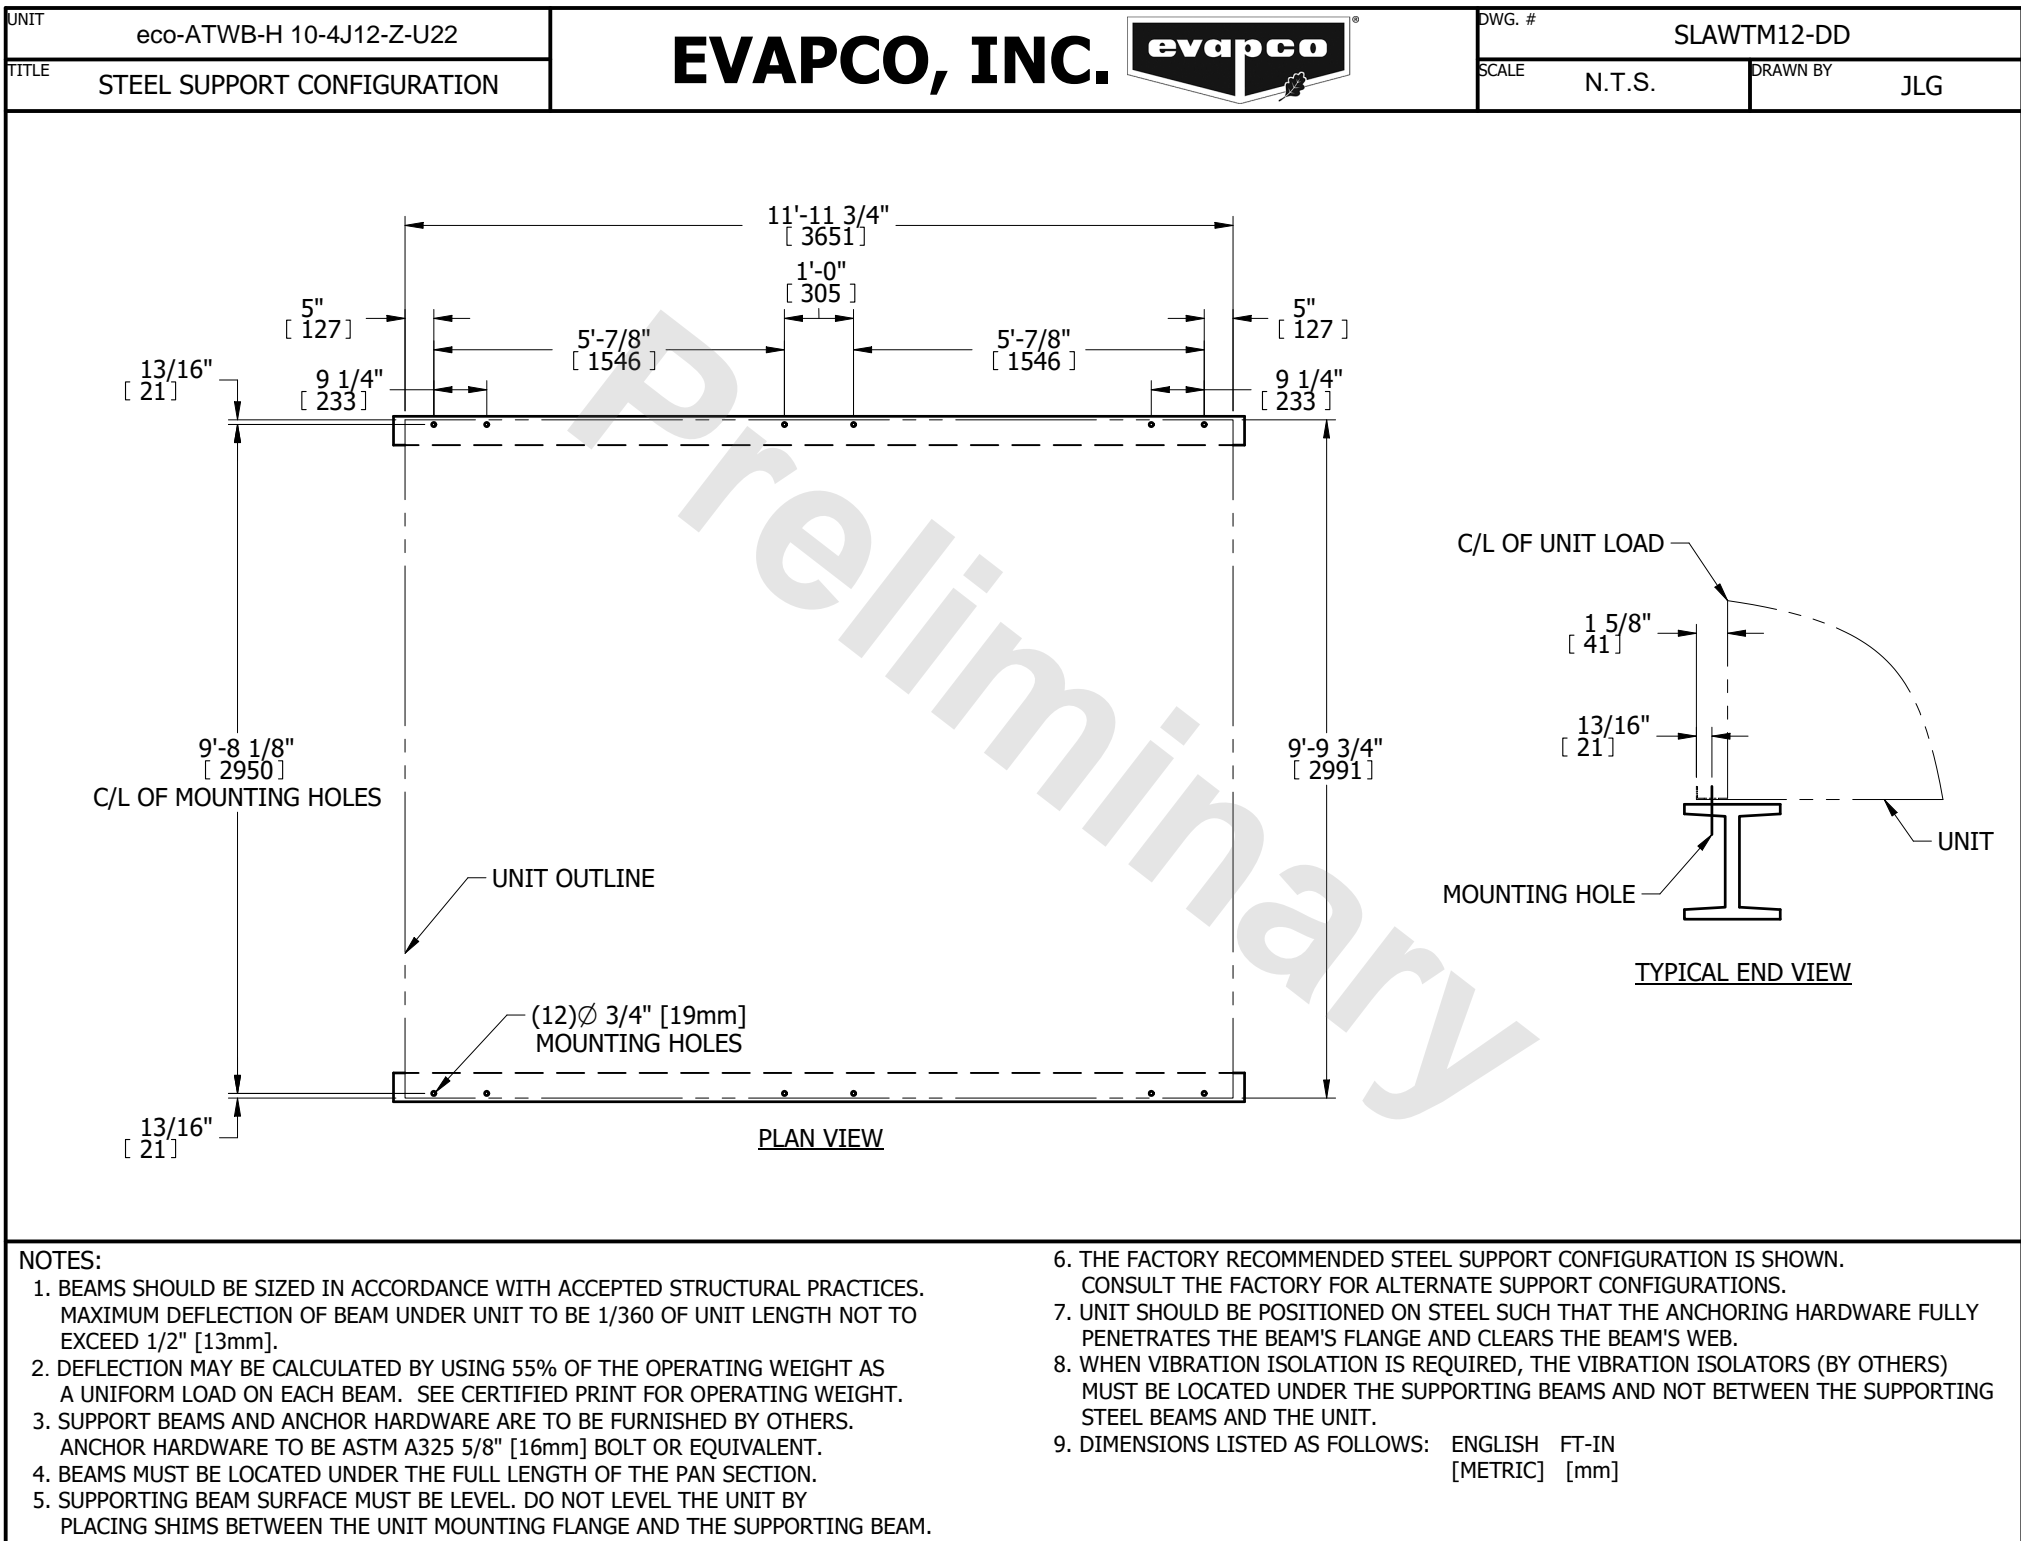 UNIT
eco-ATWB-H 10-4J12-Z-U22
TITLE
STEEL SUPPORT CONFIGURATION
EVAPCO, INC.
evapco®
DWG. #
SLAWTM12-DD
SCALE
N.T.S.
DRAWN BY
JLG
11'-11 3/4"
[ 3651 ]
1'-0"
[ 305 ]
5"
[ 127 ]
5"
[ 127 ]
5'-7/8"
[ 1546 ]
5'-7/8"
[ 1546 ]
13/16"
[ 21 ]
9 1/4"
[ 233 ]
9 1/4"
[ 233 ]
Preliminary
C/L OF UNIT LOAD
1 5/8"
[ 41 ]
13/16"
[ 21 ]
9'-8 1/8"
[ 2950 ]
C/L OF MOUNTING HOLES
9'-9 3/4"
[ 2991 ]
UNIT
UNIT OUTLINE
MOUNTING HOLE
TYPICAL END VIEW
(12)∅ 3/4" [19mm]
MOUNTING HOLES
13/16"
[ 21 ]
PLAN VIEW
NOTES:
1. BEAMS SHOULD BE SIZED IN ACCORDANCE WITH ACCEPTED STRUCTURAL PRACTICES.
MAXIMUM DEFLECTION OF BEAM UNDER UNIT TO BE 1/360 OF UNIT LENGTH NOT TO
EXCEED 1/2" [13mm].
2. DEFLECTION MAY BE CALCULATED BY USING 55% OF THE OPERATING WEIGHT AS
A UNIFORM LOAD ON EACH BEAM. SEE CERTIFIED PRINT FOR OPERATING WEIGHT.
3. SUPPORT BEAMS AND ANCHOR HARDWARE ARE TO BE FURNISHED BY OTHERS.
ANCHOR HARDWARE TO BE ASTM A325 5/8" [16mm] BOLT OR EQUIVALENT.
4. BEAMS MUST BE LOCATED UNDER THE FULL LENGTH OF THE PAN SECTION.
5. SUPPORTING BEAM SURFACE MUST BE LEVEL. DO NOT LEVEL THE UNIT BY
PLACING SHIMS BETWEEN THE UNIT MOUNTING FLANGE AND THE SUPPORTING BEAM.
6. THE FACTORY RECOMMENDED STEEL SUPPORT CONFIGURATION IS SHOWN.
CONSULT THE FACTORY FOR ALTERNATE SUPPORT CONFIGURATIONS.
7. UNIT SHOULD BE POSITIONED ON STEEL SUCH THAT THE ANCHORING HARDWARE FULLY
PENETRATES THE BEAM'S FLANGE AND CLEARS THE BEAM'S WEB.
8. WHEN VIBRATION ISOLATION IS REQUIRED, THE VIBRATION ISOLATORS (BY OTHERS)
MUST BE LOCATED UNDER THE SUPPORTING BEAMS AND NOT BETWEEN THE SUPPORTING
STEEL BEAMS AND THE UNIT.
9. DIMENSIONS LISTED AS FOLLOWS: ENGLISH FT-IN
[METRIC] [mm]